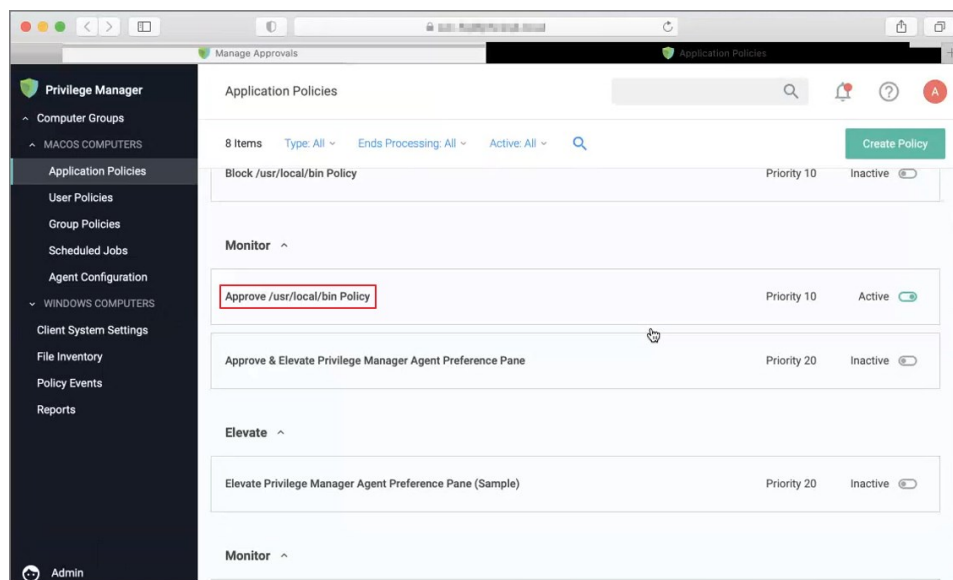 Manage Approvals
Application Policies
Privilege Manager
Computer Groups
MACOS COMPUTERS
Application Policies
User Policies
Group Policies
Scheduled Jobs
Agent Configuration
WINDOWS COMPUTERS
Client System Settings
File Inventory
Policy Events
Reports
Admin
Application Policies
A
8 Items Type: All Ends Processing: All Active: All Create Policy
Block /usr/local/bin Policy Priority 10 Inactive
Monitor
Approve /usr/local/bin Policy Priority 10 Active
Approve & Elevate Privilege Manager Agent Preference Pane Priority 20 Inactive
Elevate
Elevate Privilege Manager Agent Preference Pane (Sample) Priority 20 Inactive
Monitor